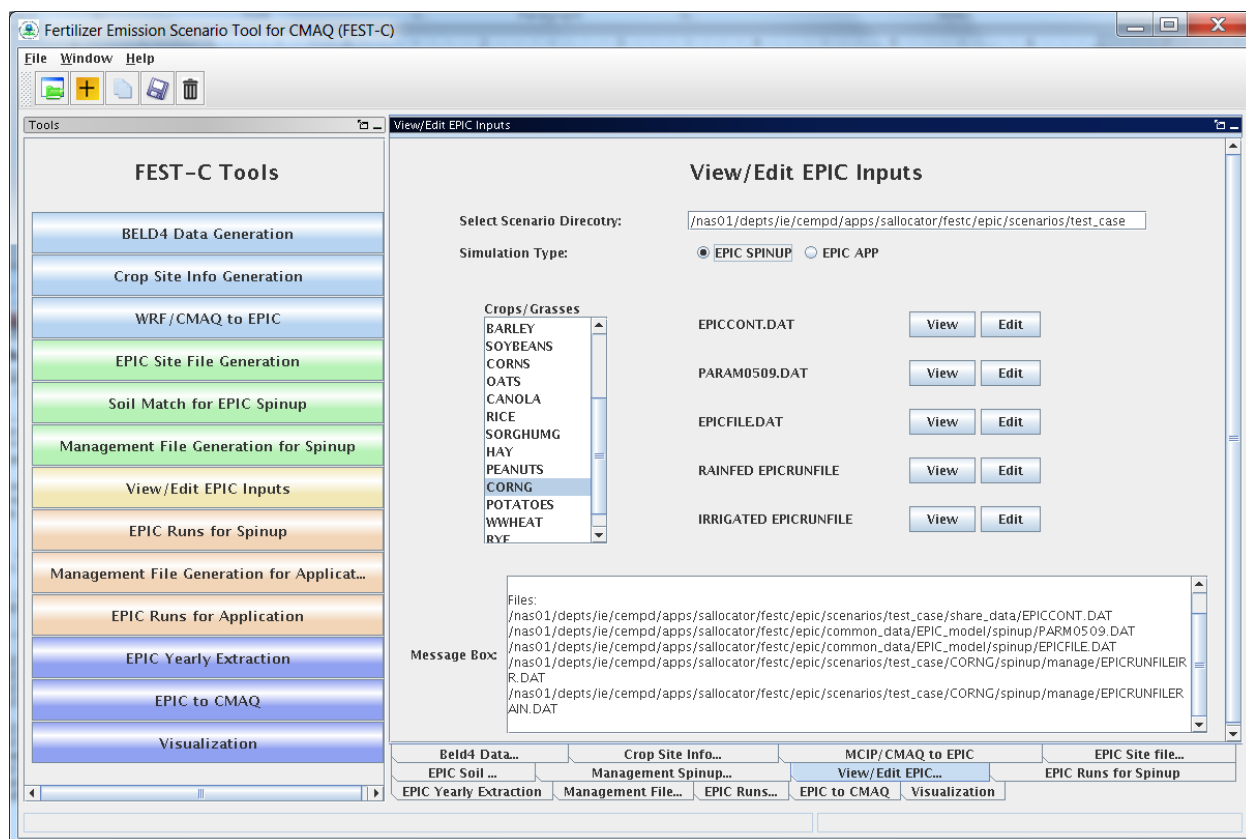 Fertilizer Emission Scenario Tool for CMAQ (FEST-C)
File Window Help
Tools
View/Edit EPIC Inputs
FEST-C Tools
BELD4 Data Generation
Crop Site Info Generation
WRF/CMAQ to EPIC
EPIC Site File Generation
Soil Match for EPIC Spinup
Management File Generation for Spinup
View/Edit EPIC Inputs
EPIC Runs for Spinup
Management File Generation for Applicat...
EPIC Runs for Application
EPIC Yearly Extraction
EPIC to CMAQ
Visualization
View/Edit EPIC Inputs
Select Scenario Direcotry: /nas01/depts/ie/cempd/apps/sallocator/festc/epic/scenarios/test_case
Simulation Type: EPIC SPINUP EPIC APP
Crops/Grasses
BARLEY
SOYBEANS
CORNS
OATS
CANOLA
RICE
SORGHUMG
HAY
PEANUTS
CORNG
POTATOES
WWHEAT
RYE
EPICCONT.DAT View Edit
PARAM0509.DAT View Edit
EPICFILE.DAT View Edit
RAINFED EPICRUNFILE View Edit
IRRIGATED EPICRUNFILE View Edit
Message Box:
Files:
/nas01/depts/ie/cempd/apps/sallocator/festc/epic/scenarios/test_case/share_data/EPICCONT.DAT
/nas01/depts/ie/cempd/apps/sallocator/festc/epic/common_data/EPIC_model/spinup/PARM0509.DAT
/nas01/depts/ie/cempd/apps/sallocator/festc/epic/common_data/EPIC_model/spinup/EPICFILE.DAT
/nas01/depts/ie/cempd/apps/sallocator/festc/epic/scenarios/test_case/CORNG/spinup/manage/EPICRUNFILEIR
R.DAT
/nas01/depts/ie/cempd/apps/sallocator/festc/epic/scenarios/test_case/CORNG/spinup/manage/EPICRUNFILER
AIN.DAT
Beld4 Data... Crop Site Info... MCIP/CMAQ to EPIC EPIC Site file...
EPIC Soil ... Management Spinup... View/Edit EPIC... EPIC Runs for Spinup
EPIC Yearly Extraction Management File... EPIC Runs... EPIC to CMAQ Visualization